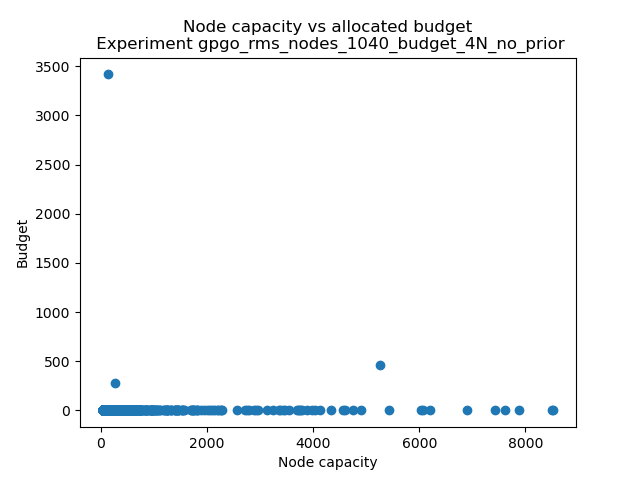 Node capacity vs allocated budget
Experiment gpgo_rms_nodes_1040_budget_4N_no_prior
3500
3000
2500
2000
1500
1000
500
0
Budget
0 2000 4000 6000 8000
Node capacity